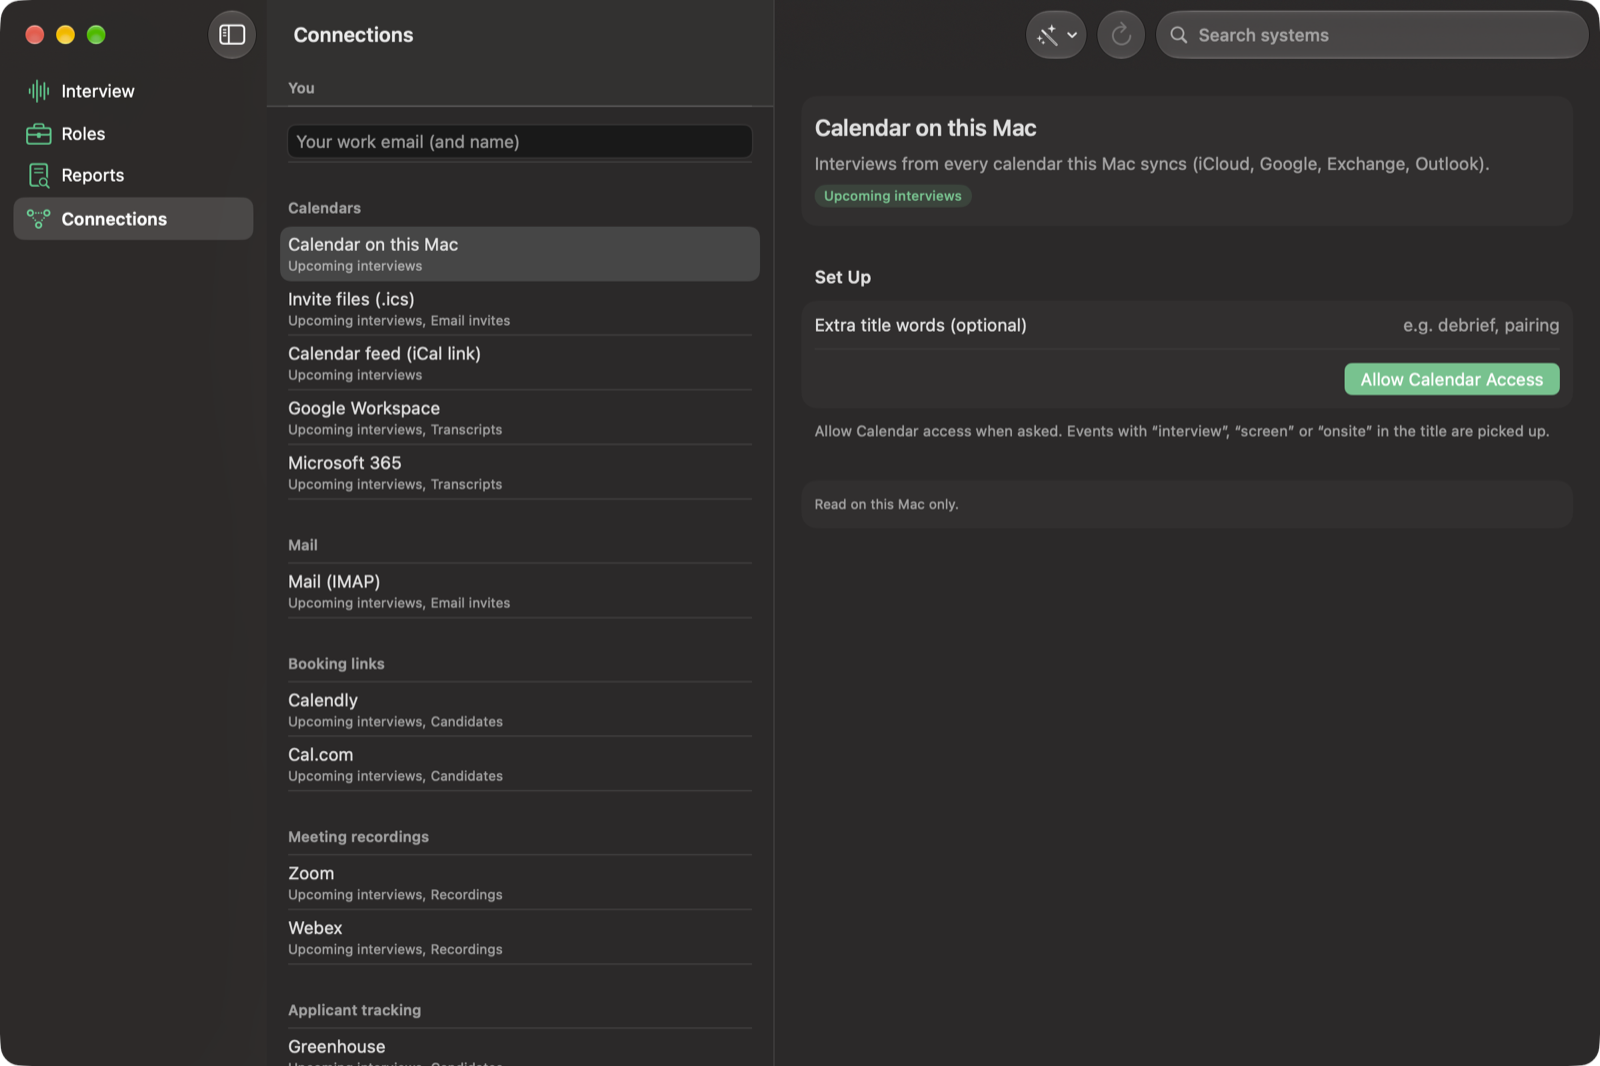 Connections
Search systems
Interview
Roles
Reports
Connections
You
Your work email (and name)
Calendars
Calendar on this Mac
Upcoming interviews
Invite files (.ics)
Upcoming interviews, Email invites
Calendar feed (iCal link)
Upcoming interviews
Google Workspace
Upcoming interviews, Transcripts
Microsoft 365
Upcoming interviews, Transcripts
Mail
Mail (IMAP)
Upcoming interviews, Email invites
Booking links
Calendly
Upcoming interviews, Candidates
Cal.com
Upcoming interviews, Candidates
Meeting recordings
Zoom
Upcoming interviews, Recordings
Webex
Upcoming interviews, Recordings
Applicant tracking
Greenhouse
Calendar on this Mac
Interviews from every calendar this Mac syncs (iCloud, Google, Exchange, Outlook).
Upcoming interviews
Set Up
Extra title words (optional)
e.g. debrief, pairing
Allow Calendar Access
Allow Calendar access when asked. Events with “interview”, “screen” or “onsite” in the title are picked up.
Read on this Mac only.